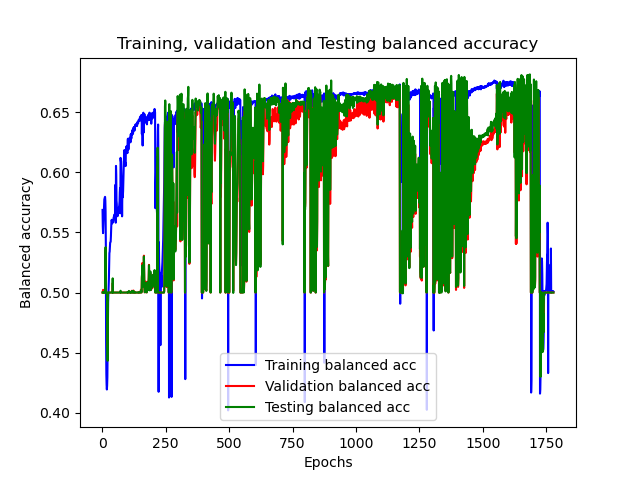 Training, validation and Testing balanced accuracy
Balanced accuracy
0.65
0.60
0.55
0.50
0.45
0.40
Training balanced acc
Validation balanced acc
Testing balanced acc
0 250 500 750 1000 1250 1500 1750
Epochs